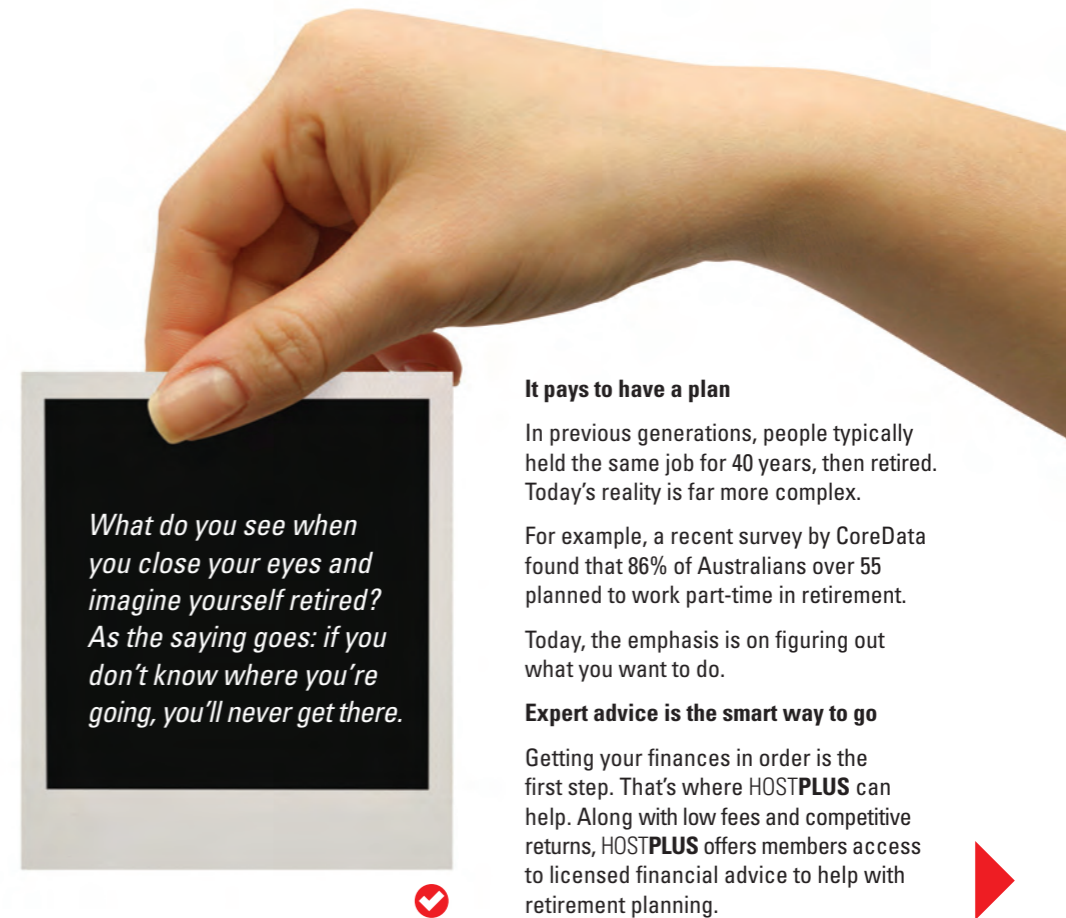 What do you see when
you close your eyes and
imagine yourself retired?
As the saying goes: if you
don't know where you're
going, you'll never get there.
It pays to have a plan
In previous generations, people typically
held the same job for 40 years, then retired.
Today's reality is far more complex.
For example, a recent survey by CoreData
found that 86% of Australians over 55
planned to work part-time in retirement.
Today, the emphasis is on figuring out
what you want to do.
Expert advice is the smart way to go
Getting your finances in order is the
first step. That's where HOSTPLUS can
help. Along with low fees and competitive
returns, HOSTPLUS offers members access
to licensed financial advice to help with
retirement planning.